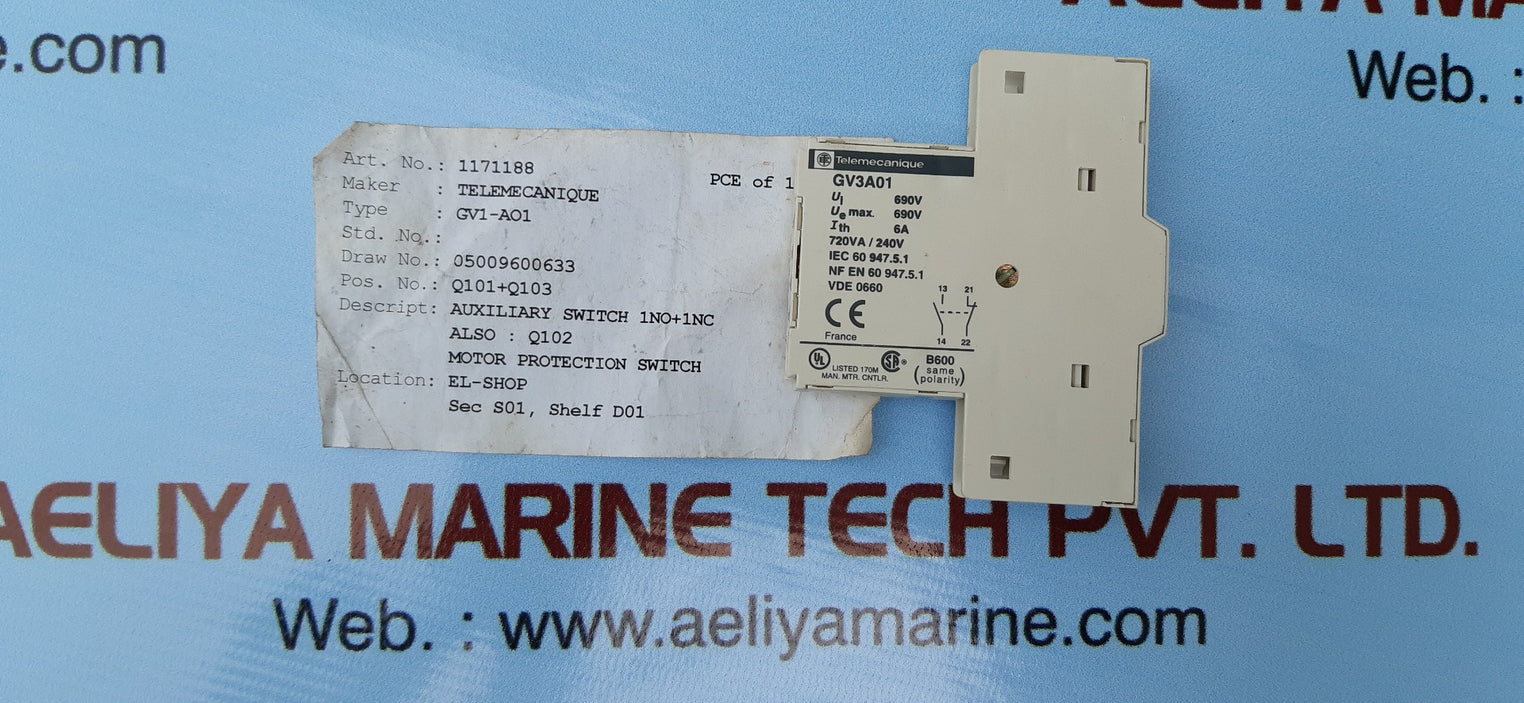 AELIYA MA
e.com
Web. :
Art. No.: 1171188
PCE of 1
Maker : TELEMECANIQUE
Type : GV1-AO1
Std. No.:
Draw No.: 05009600633
Pos. No.: Q101+Q103
Descript: AUXILIARY SWITCH 1NO+1NC
ALSO : Q102
MOTOR PROTECTION SWITCH
Location: EL-SHOP
Sec S01, Shelf D01
Telemecanique
GV3A01
Ui 690V
Ue max. 690V
Ith 6A
720VA / 240V
IEC 60 947.5.1
NF EN 60 947.5.1
VDE 0660
13 21
CE
14 22
France
UL LISTED 170M
MAN. MTR. CNTLR.
SA ®
B600
(same
polarity)
AELIYA MARINE TECH PVT. LTD.
Web. : www.aeliyamarine.com